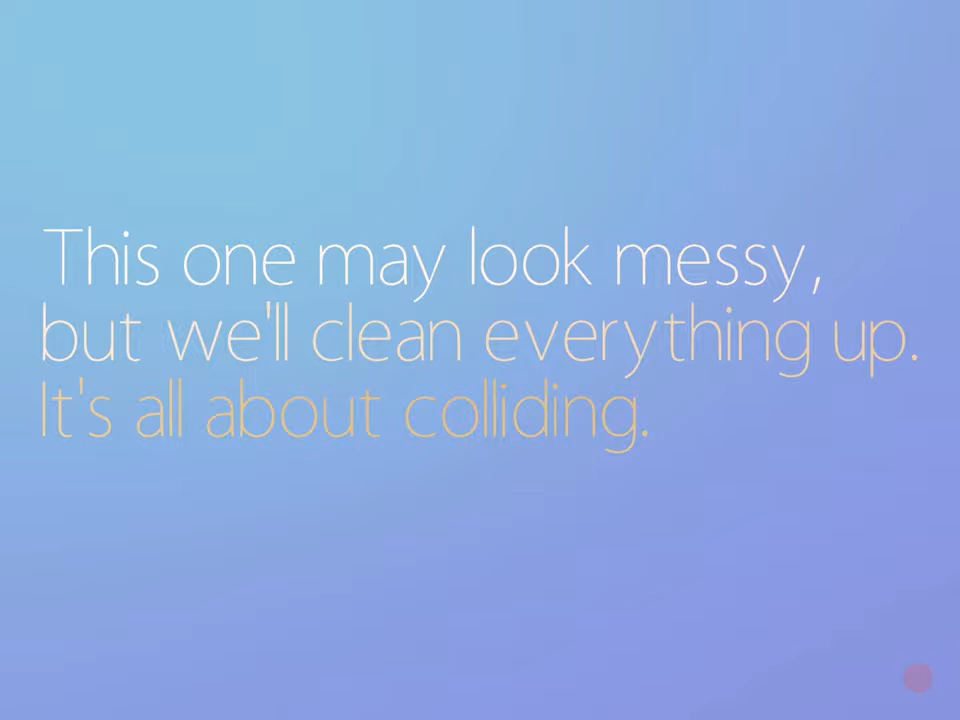 This one may look messy,
but we'll clean everything up.
It's all about colliding.